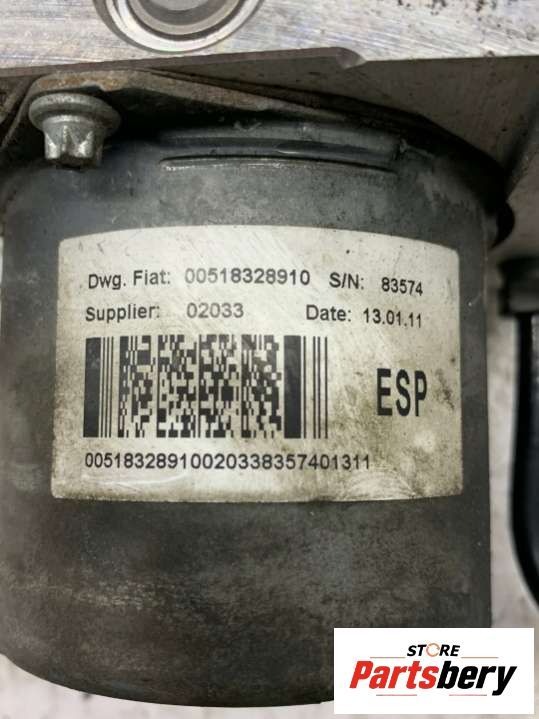 Dwg. Fiat: 00518328910 S/N: 83574
Supplier: 02033 Date: 13.01.11
ESP
00518328910020338357401311
STORE
Partsbery